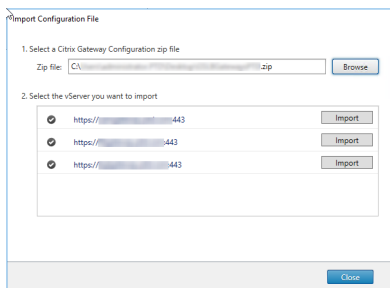 Import Configuration File
1. Select a Citrix Gateway Configuration zip file
Zip file: C:\ .zip Browse
2. Select the vServer you want to import
https:// 443 Import
https:// :443 Import
https:// 443 Import
Close